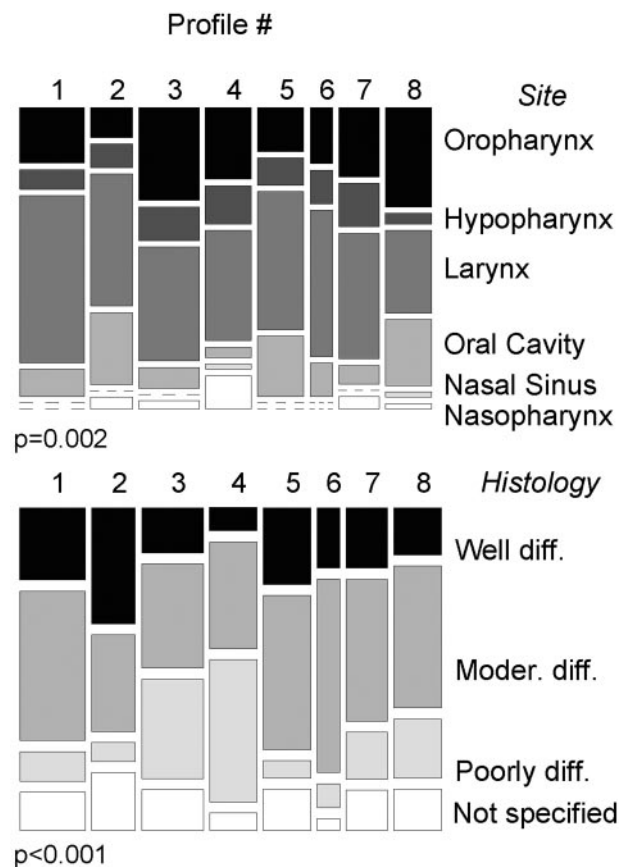 Profile #
1 2 3 4 5 6 7 8 Site
Oropharynx
Hypopharynx
Larynx
Oral Cavity
Nasal Sinus
Nasopharynx
p=0.002
1 2 3 4 5 6 7 8 Histology
Well diff.
Moder. diff.
Poorly diff.
Not specified
p<0.001